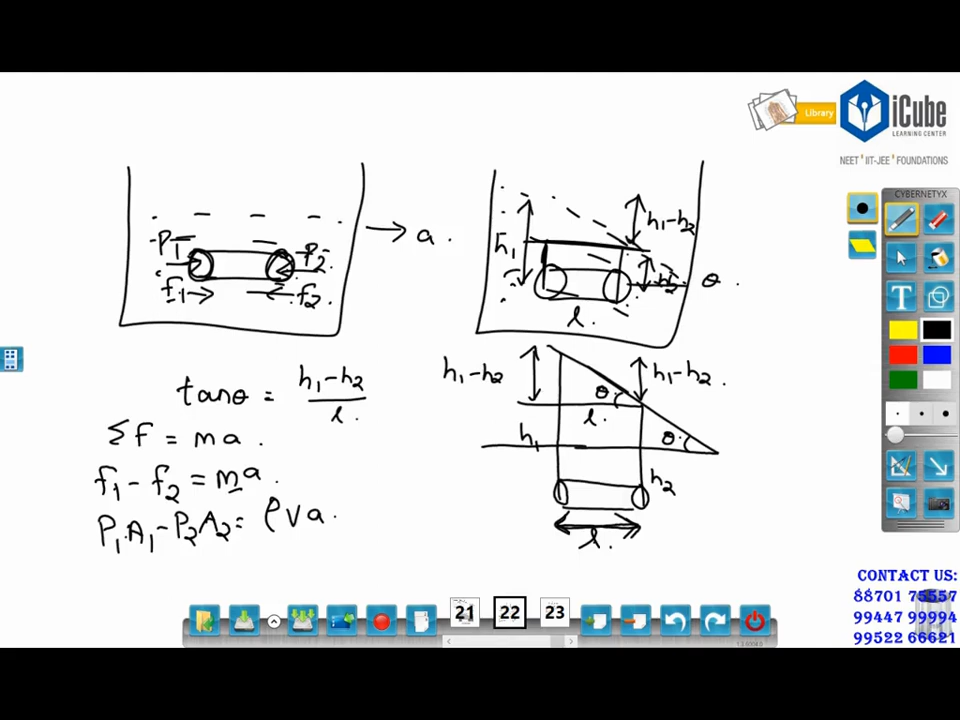 Library
iCube
LEARNING CENTER
NEET ' IIT-JEE ' FOUNDATIONS
CYBERNETYX
P1
P2
f1
f2
a.
h1
h1-h2
h2
θ.
l.
tanθ = h1-h2 / l.
ΣF = ma.
f1 - f2 = ma.
P1A1 - P2A2 = ρva.
h1-h2
h1-h2.
θ
l.
h1
θ.
h2
l.
T
21
22
23
CONTACT US:
88701 75557
99447 99994
99522 66621